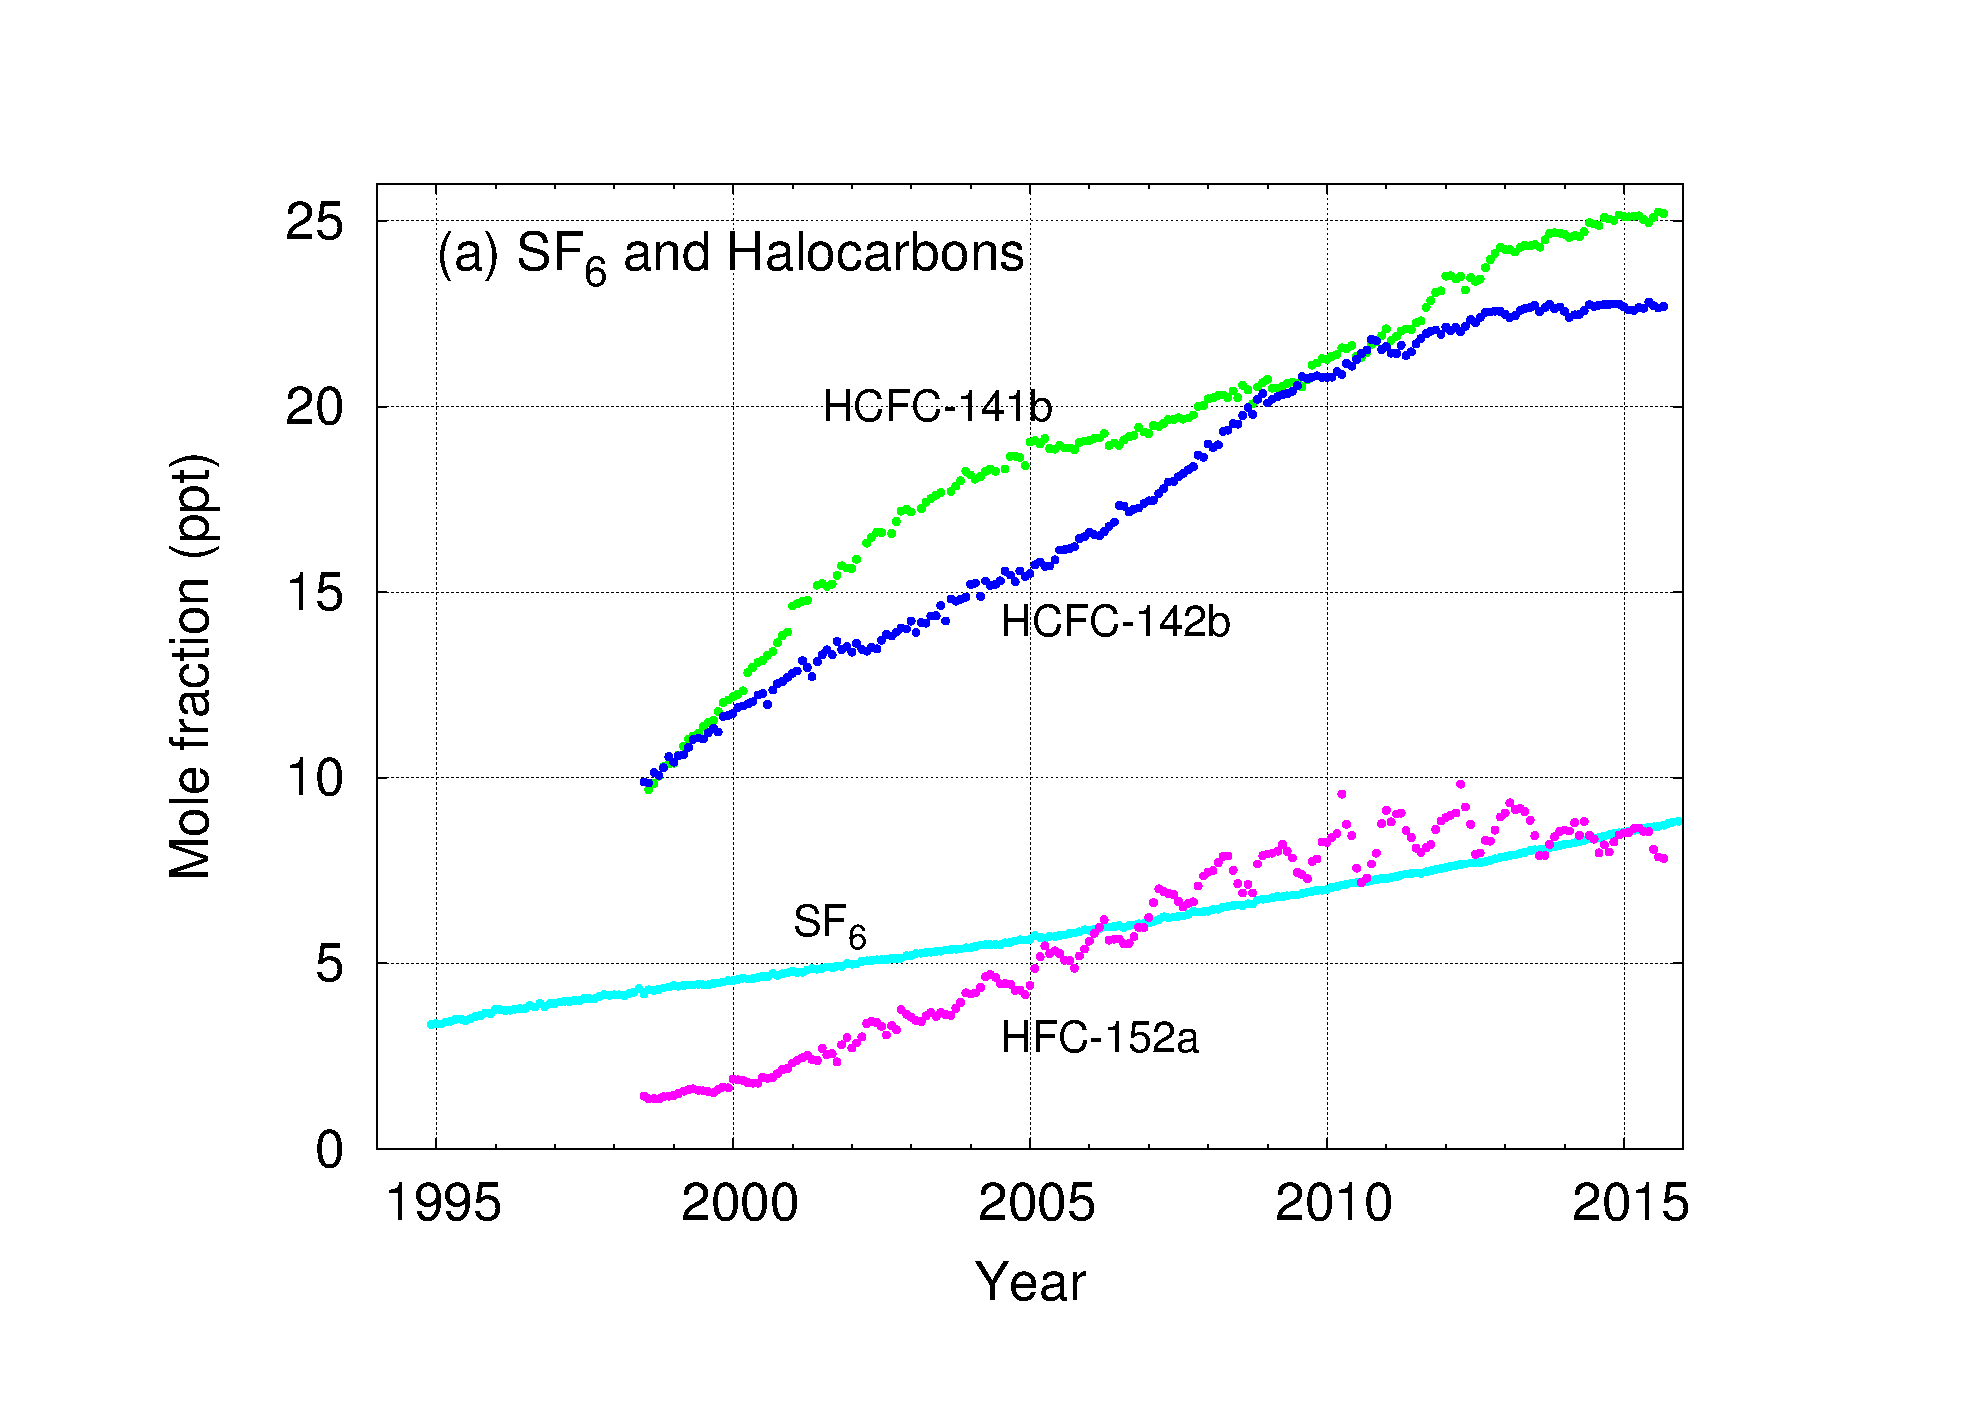 (a) SF6 and Halocarbons
25
20
15
10
5
0
Mole fraction (ppt)
HCFC-141b
HCFC-142b
SF6
HFC-152a
1995 2000 2005 2010 2015
Year